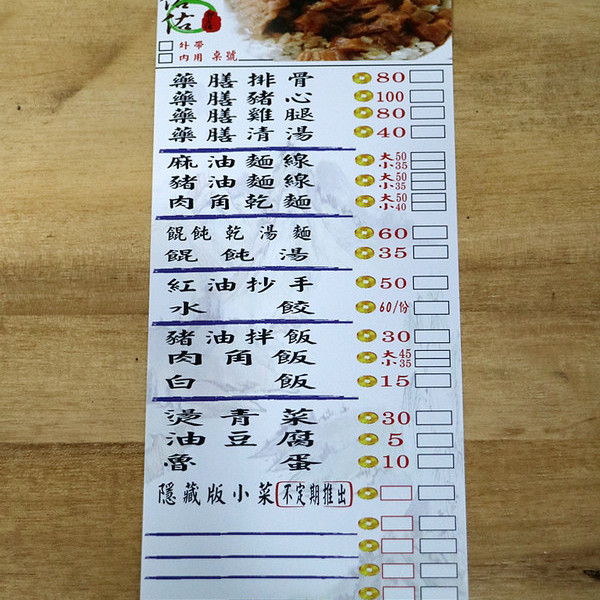 佑
外帶
內用 桌號
藥膳排骨 80
藥膳豬心 100
藥膳雞腿 80
藥膳清湯 40
麻油麵線 大50 小35
豬油麵線 大50 小35
肉角乾麵 大50 小40
餛飩乾湯麵 60
餛飩湯 35
紅油抄手 50
水餃 60/份
豬油拌飯 30
肉角飯 大45 小35
白飯 15
燙青菜 30
油豆腐 5
魯蛋 10
隱藏版小菜 不定期推出